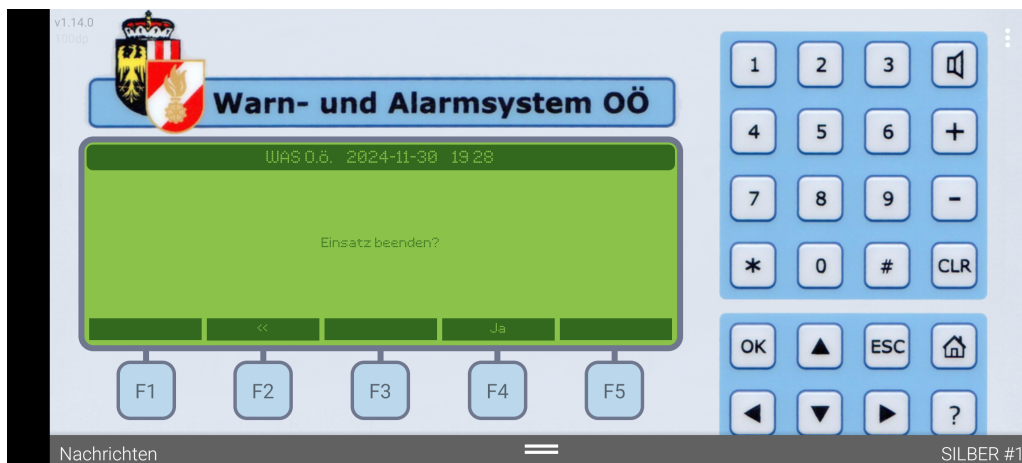 v1.14.0
100dp
Warn- und Alarmsystem OÖ
WAS O.ö. 2024-11-30 19 28
Einsatz beenden?
<< Ja
F1 F2 F3 F4 F5
1 2 3
4 5 6 +
7 8 9 -
* 0 # CLR
OK ESC
?
Nachrichten SILBER #1